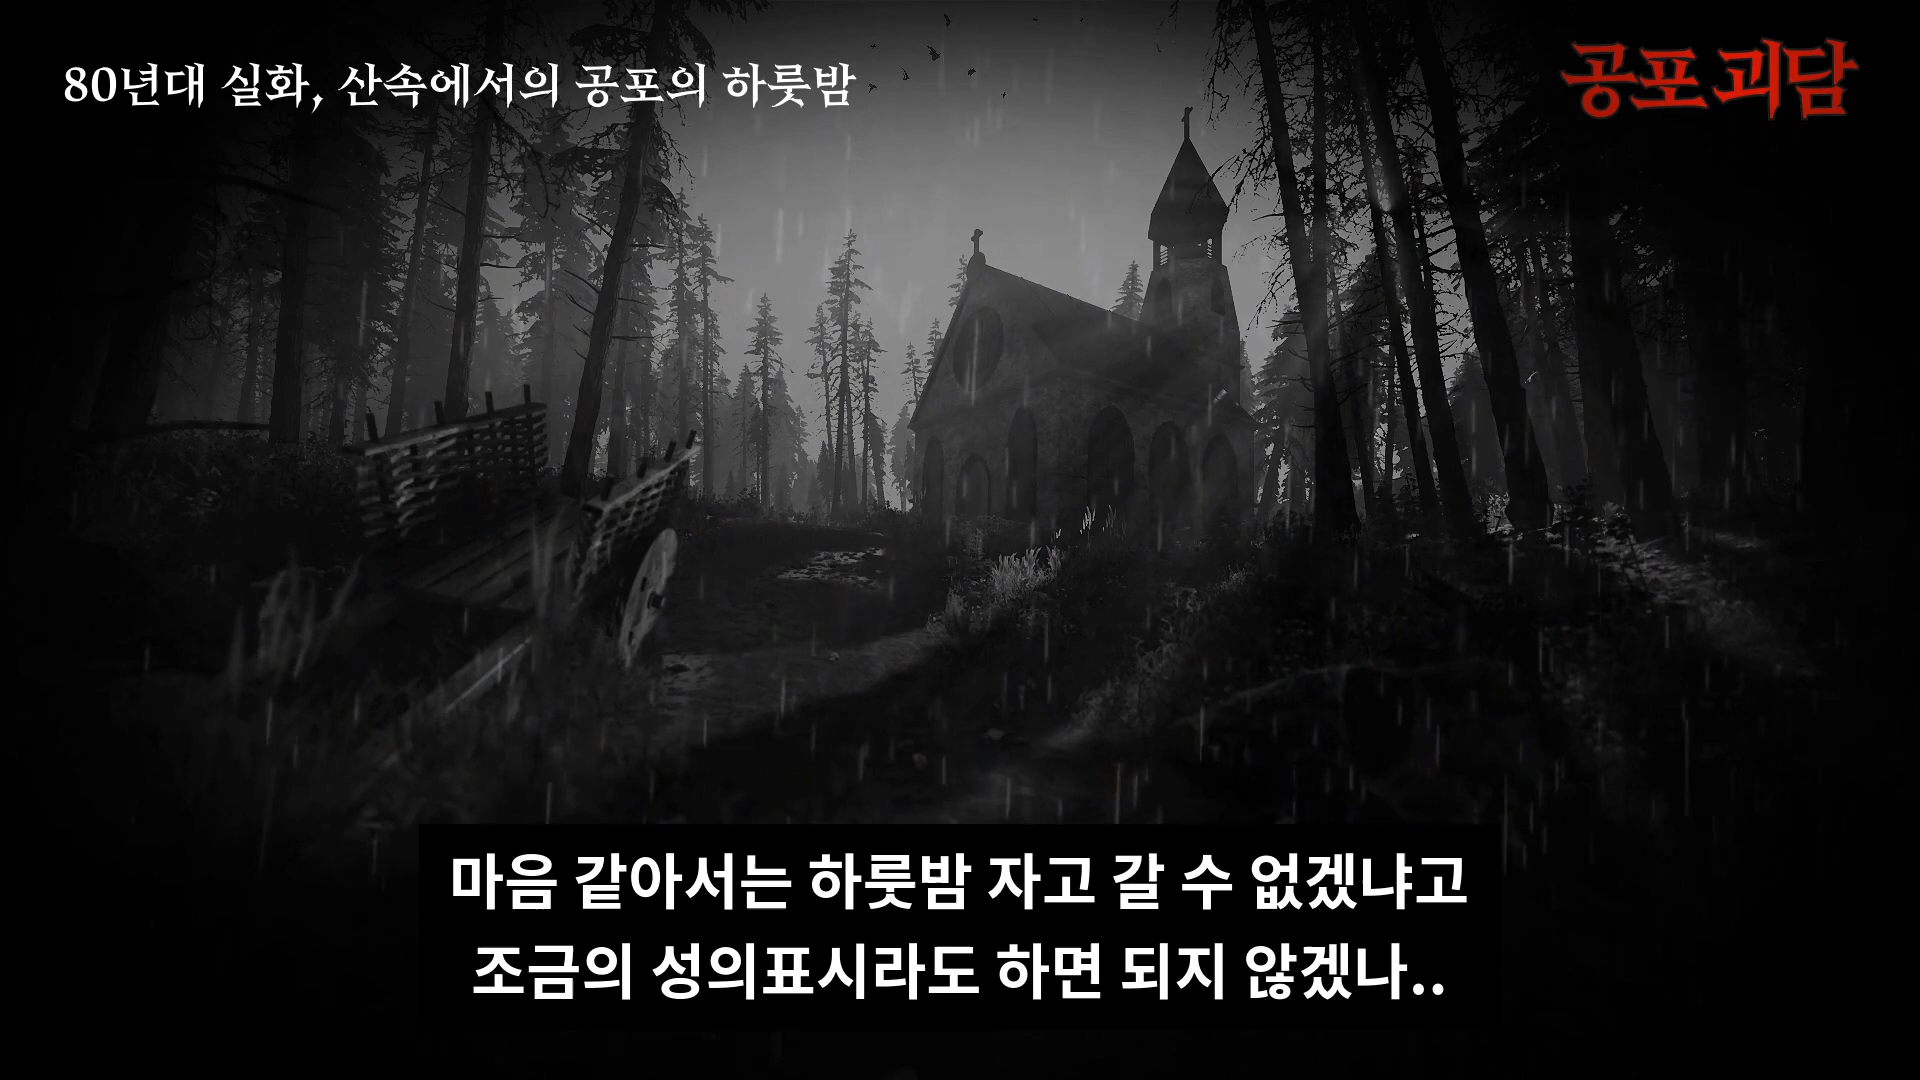 80년대 실화, 산속에서의 공포의 하룻밤
공포 괴담
마음 같아서는 하룻밤 자고 갈 수 없겠냐고
조금의 성의표시라도 하면 되지 않겠나..